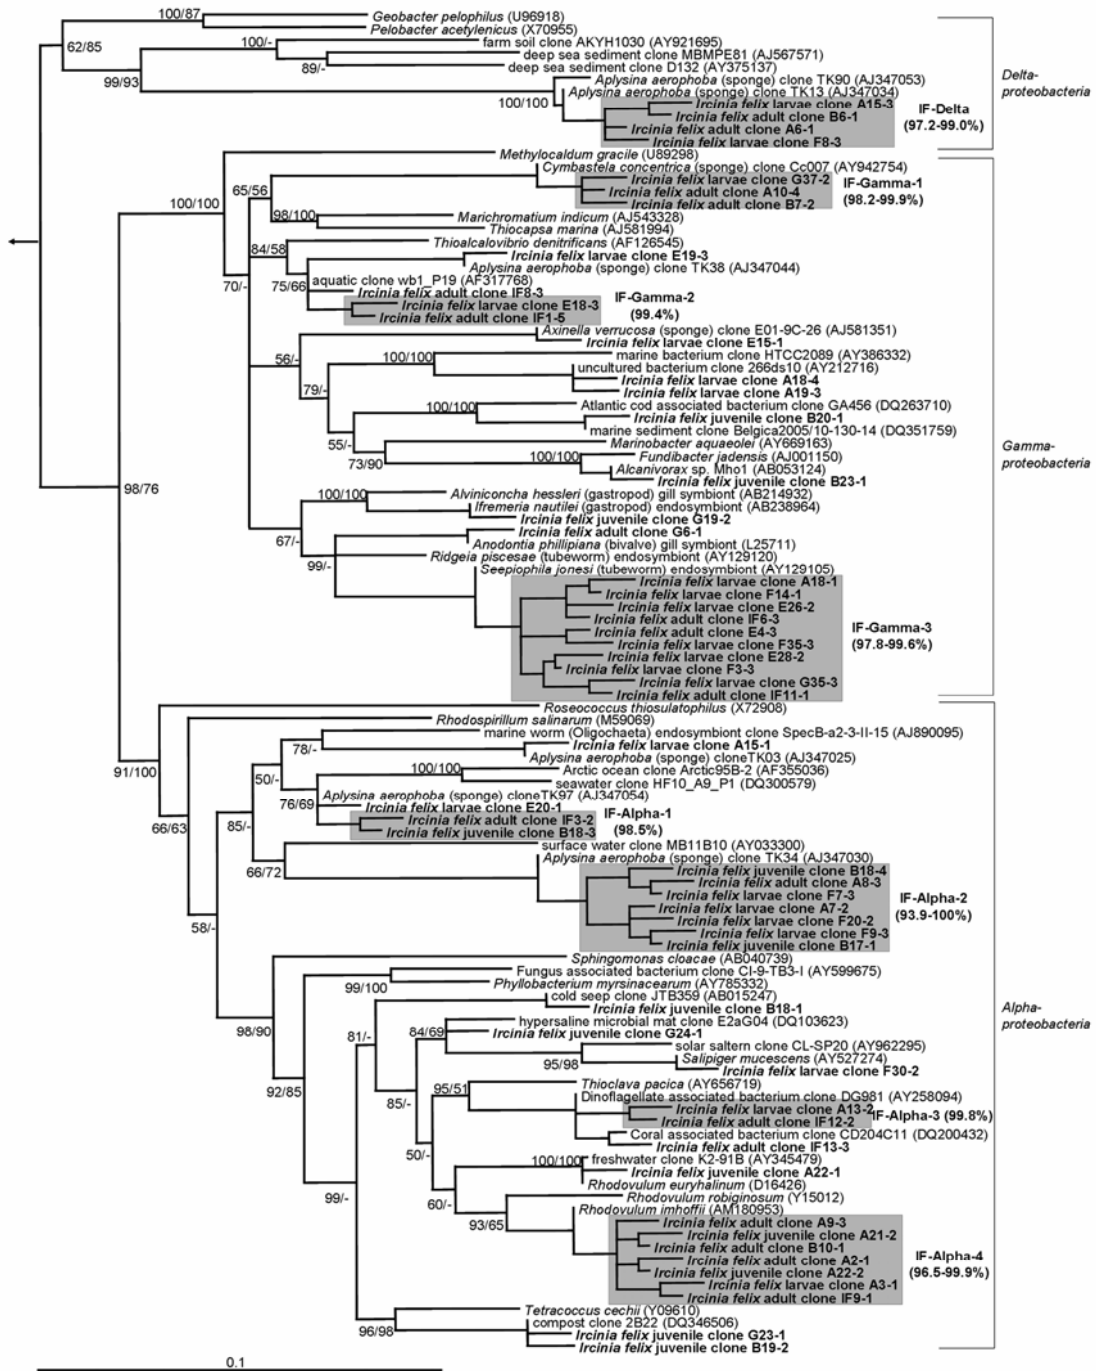 100/87
Geobacter pelophilus (U96918)
Pelobacter acetylenicus (X70955)
62/85
100/-
farm soil clone AKYH1030 (AY921695)
deep sea sediment clone MBMPE81 (AJ567571)
89/-
deep sea sediment clone D132 (AY375137)
99/93
Aplysina aerophoba (sponge) clone TK90 (AJ347053)
Aplysina aerophoba (sponge) clone TK13 (AJ347034)
100/100
Ircinia felix larvae clone A15-3
Ircinia felix adult clone B6-1
Ircinia felix adult clone A6-1
Ircinia felix larvae clone F8-3
IF-Delta
(97.2-99.0%)
Delta-
proteobacteria
Methylocaldum gracile (U89298)
Cymbastela concentrica (sponge) clone Cc007 (AY942754)
65/56
Ircinia felix larvae clone G37-2
Ircinia felix adult clone A10-4
Ircinia felix adult clone B7-2
IF-Gamma-1
(98.2-99.9%)
100/100
98/100
Marichromatium indicum (AJ543328)
Thiocapsa marina (AJ581994)
84/58
Thioalcalovibrio denitrificans (AF126545)
Ircinia felix larvae clone E19-3
Aplysina aerophoba (sponge) clone TK38 (AJ347044)
70/-
75/66
aquatic clone wb1_P19 (AF317768)
Ircinia felix adult clone IF8-3
Ircinia felix larvae clone E18-3
Ircinia felix adult clone IF1-5
IF-Gamma-2
(99.4%)
Axinella verrucosa (sponge) clone E01-9C-26 (AJ581351)
Ircinia felix larvae clone E15-1
56/-
100/100
marine bacterium clone HTCC2089 (AY386332)
uncultured bacterium clone 266ds10 (AY212716)
Ircinia felix larvae clone A18-4
Ircinia felix larvae clone A19-3
79/-
100/100
Atlantic cod associated bacterium clone GA456 (DQ263710)
Ircinia felix juvenile clone B20-1
marine sediment clone Belgica2005/10-130-14 (DQ351759)
55/-
Marinobacter aquaeolei (AY669163)
73/90
100/100
Fundibacter jadensis (AJ001150)
Alcanivorax sp. Mho1 (AB053124)
Ircinia felix juvenile clone B23-1
Gamma-
proteobacteria
98/76
100/100
Alviniconcha hessleri (gastropod) gill symbiont (AB214932)
Ifremeria nautilei (gastropod) endosymbiont (AB238964)
Ircinia felix juvenile clone G19-2
Ircinia felix adult clone G6-1
Anodontia phillipiana (bivalve) gill symbiont (L25711)
67/-
Ridgeia piscesae (tubeworm) endosymbiont (AY129120)
99/-
Seepiophila jonesi (tubeworm) endosymbiont (AY129105)
Ircinia felix larvae clone A18-1
Ircinia felix larvae clone F14-1
Ircinia felix larvae clone E26-2
Ircinia felix adult clone IF6-3
Ircinia felix adult clone E4-3
Ircinia felix larvae clone F35-3
Ircinia felix larvae clone E28-2
Ircinia felix larvae clone F3-3
Ircinia felix larvae clone G35-3
Ircinia felix adult clone IF11-1
IF-Gamma-3
(97.8-99.6%)
Roseococcus thiosulatophilus (X72908)
Rhodospirillum salinarum (M59069)
marine worm (Oligochaeta) endosymbiont clone SpecB-a2-3-II-15 (AJ890095)
78/-
Ircinia felix larvae clone A15-1
Aplysina aerophoba (sponge) cloneTK03 (AJ347025)
91/100
50/-
100/100
Arctic ocean clone Arctic95B-2 (AF355036)
seawater clone HF10_A9_P1 (DQ300579)
76/69
Aplysina aerophoba (sponge) cloneTK97 (AJ347054)
Ircinia felix larvae clone E20-1
Ircinia felix adult clone IF3-2
Ircinia felix juvenile clone B18-3
IF-Alpha-1
(98.5%)
66/63
85/-
surface water clone MB11B10 (AY033300)
Aplysina aerophoba (sponge) clone TK34 (AJ347030)
66/72
Ircinia felix juvenile clone B18-4
Ircinia felix adult clone A8-3
Ircinia felix larvae clone F7-3
Ircinia felix larvae clone A7-2
Ircinia felix larvae clone F20-2
Ircinia felix larvae clone F9-3
Ircinia felix juvenile clone B17-1
IF-Alpha-2
(93.9-100%)
58/-
Sphingomonas cloacae (AB040739)
Fungus associated bacterium clone CI-9-TB3-I (AY599675)
99/100
Phyllobacterium myrsinacearum (AY785332)
cold seep clone JTB359 (AB015247)
Ircinia felix juvenile clone B18-1
98/90
81/-
84/69
hypersaline microbial mat clone E2aG04 (DQ103623)
Ircinia felix juvenile clone G24-1
solar saltern clone CL-SP20 (AY962295)
95/98
Salipiger mucescens (AY527274)
Ircinia felix larvae clone F30-2
Alpha-
proteobacteria
92/85
85/-
95/51
Thioclava pacica (AY656719)
Dinoflagellate associated bacterium clone DG981 (AY258094)
Ircinia felix larvae clone A13-2
Ircinia felix adult clone IF12-2
IF-Alpha-3 (99.8%)
Coral associated bacterium clone CD204C11 (DQ200432)
Ircinia felix adult clone IF13-3
50/-
100/100
freshwater clone K2-91B (AY345479)
Ircinia felix juvenile clone A22-1
Rhodovulum euryhalinum (D16426)
99/-
60/-
Rhodovulum robiginosum (Y15012)
93/65
Rhodovulum imhoffii (AM180953)
Ircinia felix adult clone A9-3
Ircinia felix juvenile clone A21-2
Ircinia felix adult clone B10-1
Ircinia felix adult clone A2-1
Ircinia felix juvenile clone A22-2
Ircinia felix larvae clone A3-1
Ircinia felix adult clone IF9-1
IF-Alpha-4
(96.5-99.9%)
Tetracoccus cechii (Y09610)
compost clone 2B22 (DQ346506)
96/98
Ircinia felix juvenile clone G23-1
Ircinia felix juvenile clone B19-2
0.1